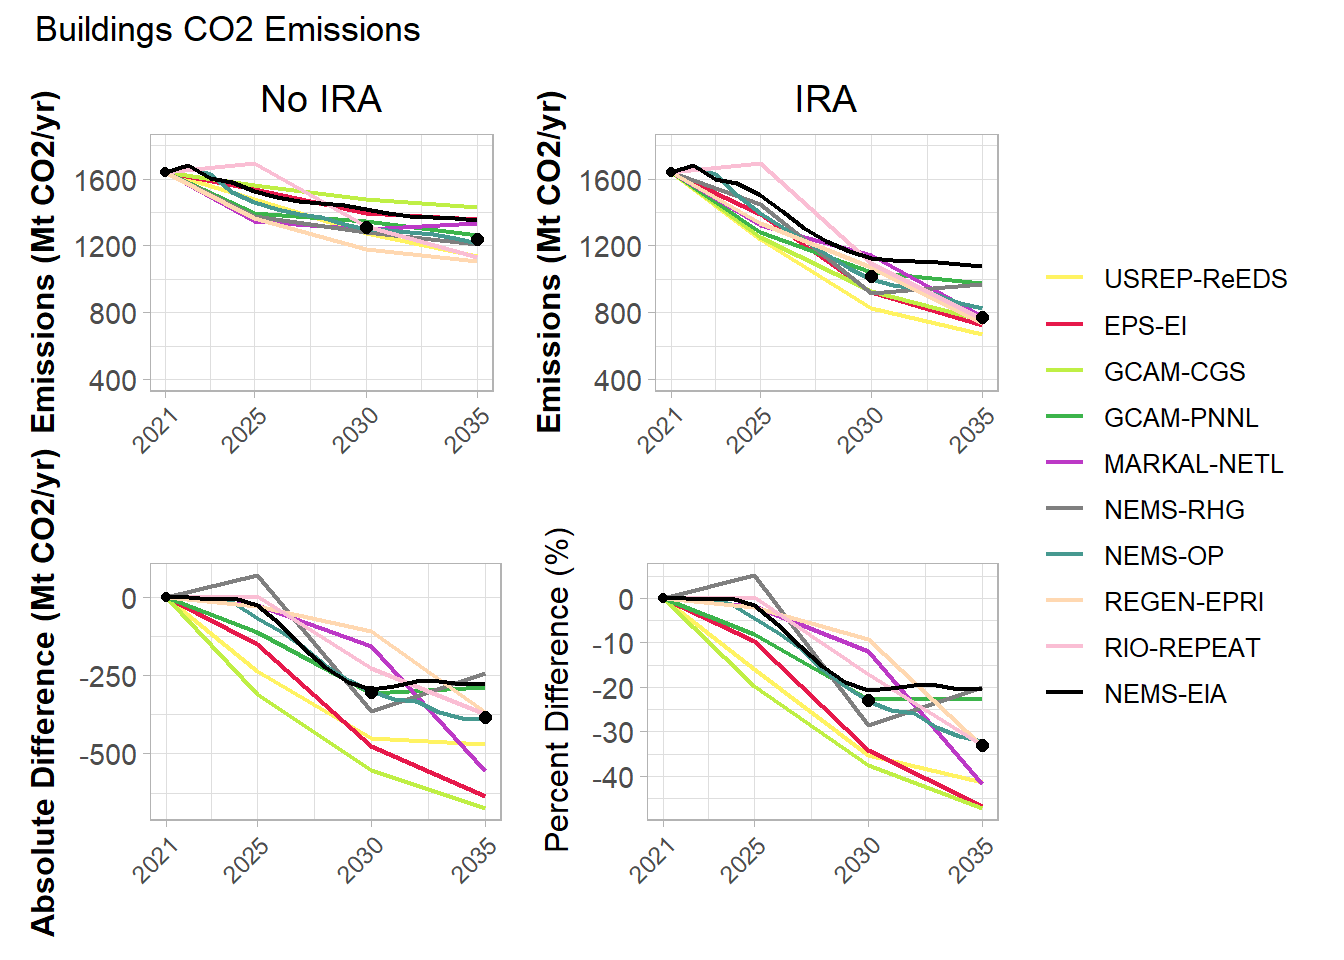 Buildings CO2 Emissions
No IRA
IRA
Emissions (Mt CO2/yr)
1600
1200
800
400
2021
2025
2030
2035
Emissions (Mt CO2/yr)
1600
1200
800
400
2021
2025
2030
2035
USREP-ReEDS
EPS-EI
GCAM-CGS
GCAM-PNNL
MARKAL-NETL
NEMS-RHG
NEMS-OP
REGEN-EPRI
RIO-REPEAT
NEMS-EIA
Absolute Difference (Mt CO2/yr)
0
-250
-500
2021
2025
2030
2035
Percent Difference (%)
0
-10
-20
-30
-40
2021
2025
2030
2035